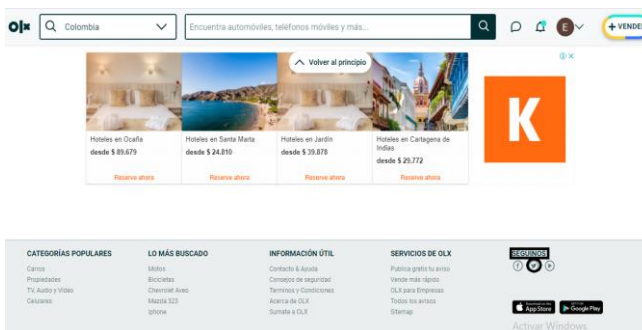 olx
Colombia
Encuentra automóviles, teléfonos móviles y más...
E
+ VENDER
Volver al principio
Hoteles en Ocaña
desde $ 89.679
Reserve ahora
Hoteles en Santa Marta
desde $ 24.810
Reserve ahora
Hoteles en Jardín
desde $ 39.878
Reserve ahora
Hoteles en Cartagena de
Indias
desde $ 29.772
Reserve ahora
K
CATEGORÍAS POPULARES
Carros
Propiedades
TV, Audio y Video
Celulares
LO MÁS BUSCADO
Motos
Bicicletas
Chevrolet Aveo
Mazda 323
Iphone
INFORMACIÓN ÚTIL
Contacto & Ayuda
Consejos de seguridad
Términos y Condiciones
Acerca de OLX
Sumate a OLX
SERVICIOS DE OLX
Publica gratis tu aviso
Vende más rápido
OLX para Empresas
Todos los avisos
Sitemap
SEGUINOS
App Store
Google Play
Activar Windows